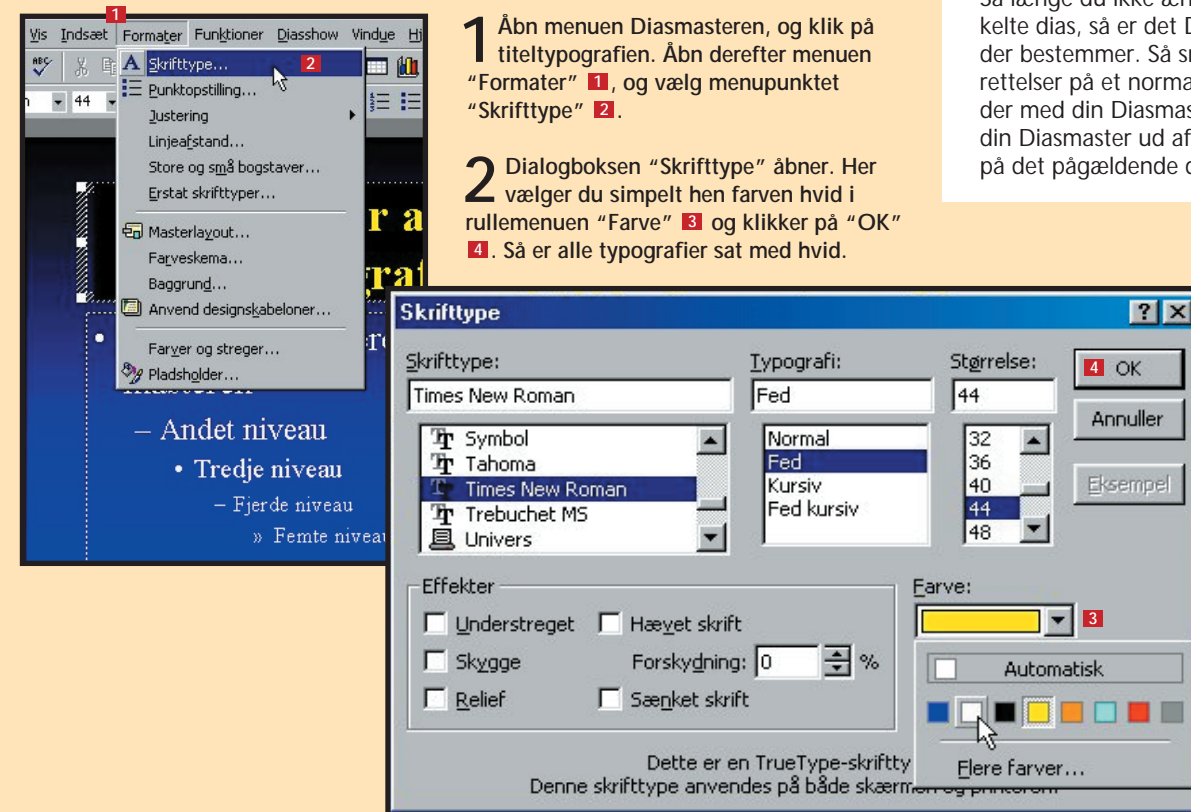 1
Vis Indsæt Formater Funktioner Diasshow Vindue
ABC
Skrifttype... 2
44
Punktopstilling...
Justering
Linjeafstand...
Store og små bogstaver...
Erstat skrifttyper...
Masterlayout...
Farveskema...
Baggrund...
Anvend designskabeloner...
Farver og streger...
Pladsholder...
– Andet niveau
• Tredje niveau
– Fjerde niveau
» Femte niveau
1 Åbn menuen Diasmasteren, og klik på
titeltypografien. Åbn derefter menuen
“Formater” 1, og vælg menupunktet
“Skrifttype” 2.
2 Dialogboksen “Skrifttype” åbner. Her
vælger du simpelt hen farven hvid i
rullemenuen “Farve” 3 og klikker på “OK”
4. Så er alle typografier sat med hvid.
kelte dias, så er det
der bestemmer. Så
rettelser på et
der med din
din Diasmaster ud af
på det pågældende
Skrifttype
Skrifttype: Typografi: Størrelse:
4 OK
Times New Roman Fed 44
Annuller
Symbol Normal 32
Tahoma Fed 36
Times New Roman Kursiv 40 Eksempel
Trebuchet MS Fed kursiv 44
Univers 48
Effekter Farve:
Understreget Hævet skrift 3
Skygge Forskydning: 0 % Automatisk
Relief Sænket skrift
Flere farver...
Dette er en TrueType-skriftty
Denne skrifttype anvendes på både